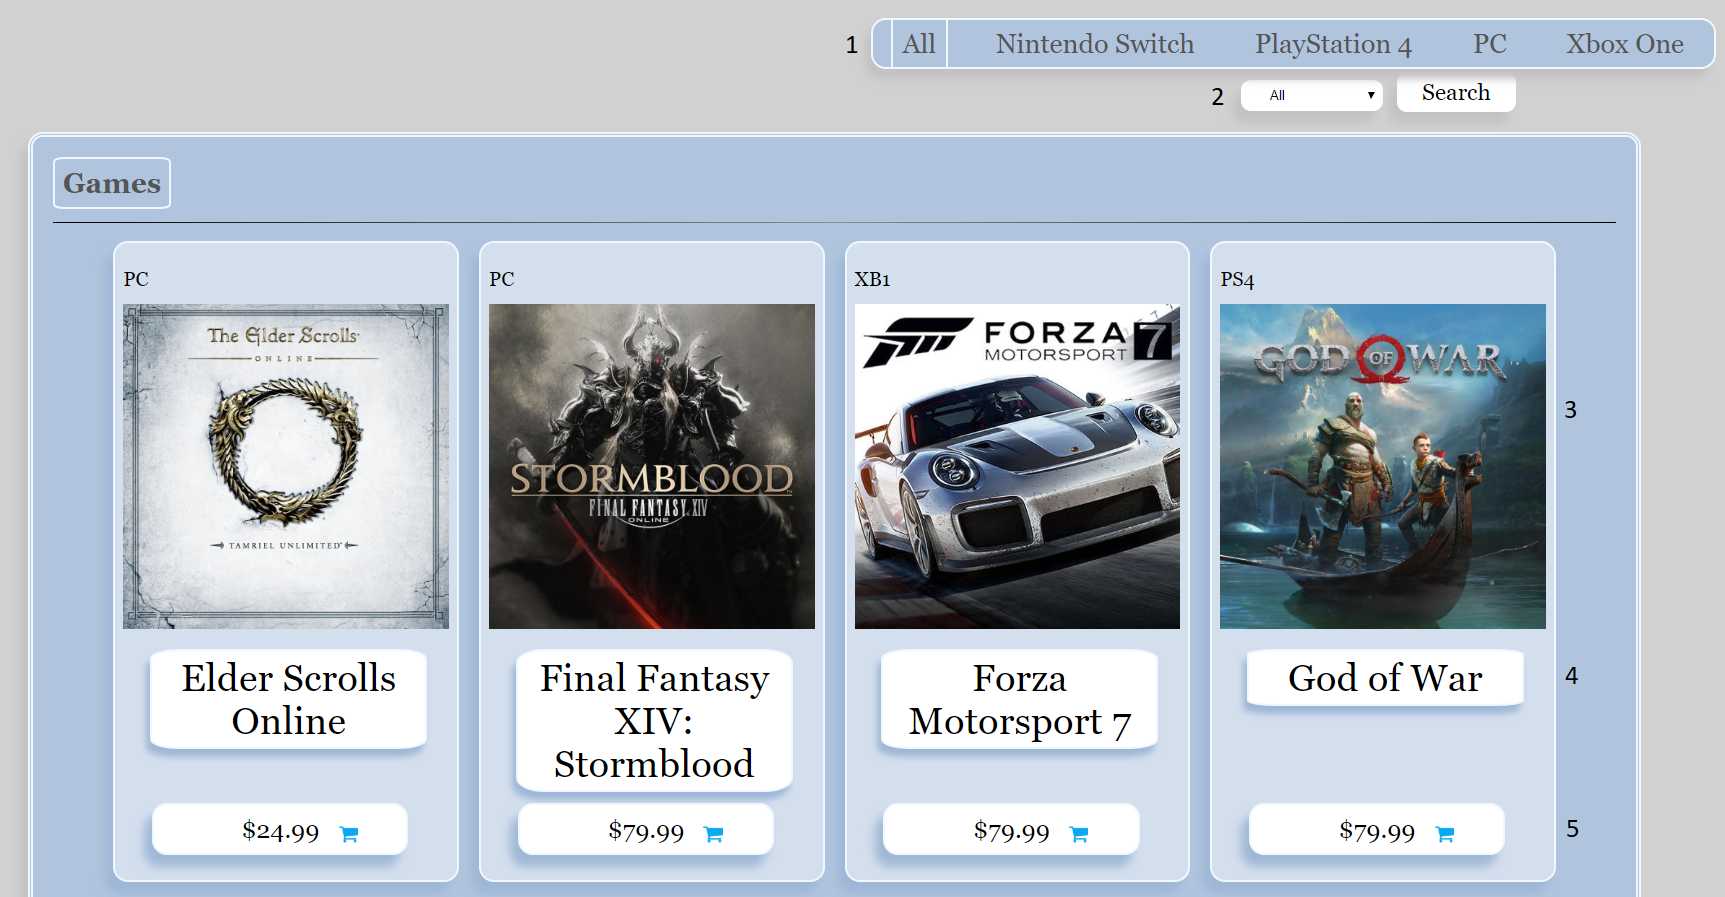 1 All Nintendo Switch PlayStation 4 PC Xbox One
2 All Search
Games
PC PC XB1 PS4
The Elder Scrolls
ONLINE
TAMRIEL UNLIMITED
STORMBLOOD
FINAL FANTASY XIV
ONLINE
FORZA
MOTORSPORT 7
GOD OF WAR
3
Elder Scrolls
Online
Final Fantasy
XIV:
Stormblood
Forza
Motorsport 7
God of War
4
$24.99 $79.99 $79.99 $79.99 5